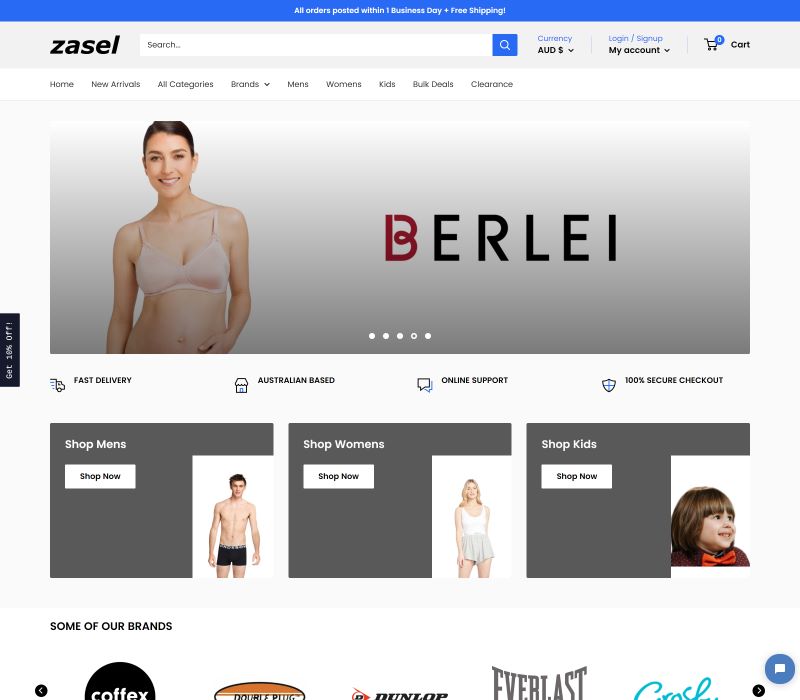 All orders posted within 1 Business Day + Free Shipping!
zasel
Search...
Currency
AUD $
Login / Signup
My account
0
Cart
Home
New Arrivals
All Categories
Brands
Mens
Womens
Kids
Bulk Deals
Clearance
BERLEI
Get 10% Off!
FAST DELIVERY
AUSTRALIAN BASED
ONLINE SUPPORT
100% SECURE CHECKOUT
Shop Mens
Shop Now
Shop Womens
Shop Now
Shop Kids
Shop Now
SOME OF OUR BRANDS
coffex
DOUBLE PLUG
DUNLOP
EVERLAST
Crosby